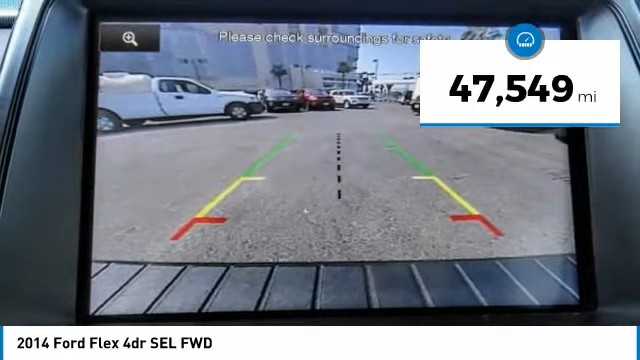 Please check surroundings for safety
47,549 mi
2014 Ford Flex 4dr SEL FWD